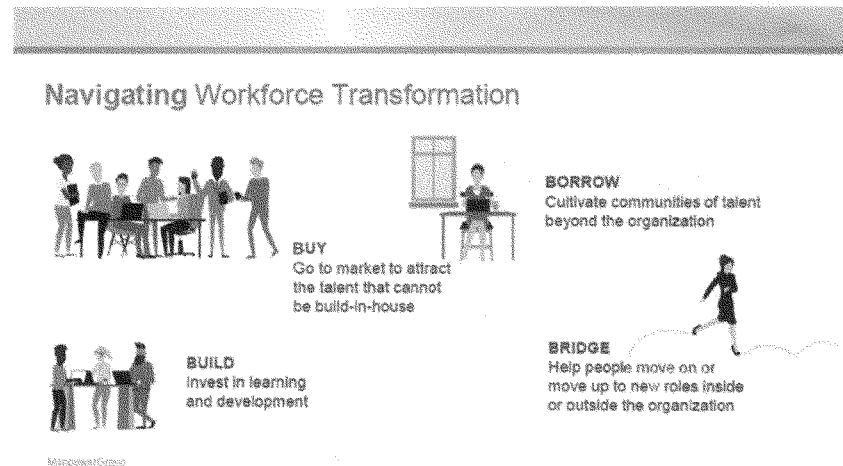 Navigating Workforce Transformation
BUY
Go to market to attract
the talent that cannot
be build-in-house
BORROW
Cultivate communities of talent
beyond the organization
BUILD
Invest in learning
and development
BRIDGE
Help people move on or
move up to new roles inside
or outside the organization
ManpowerGroup